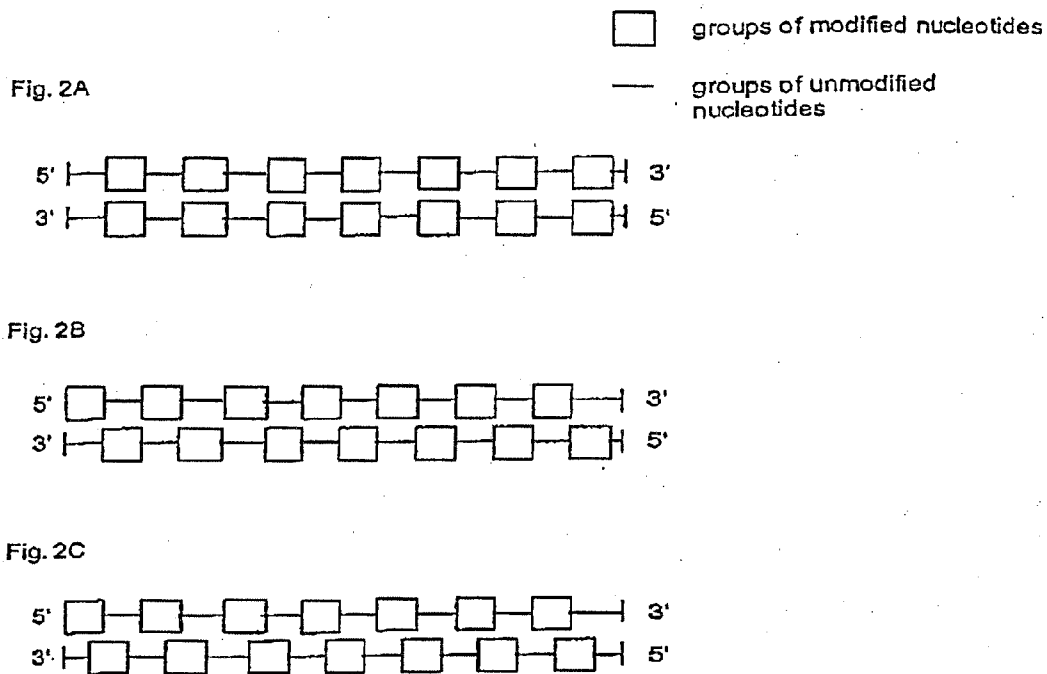 groups of modified nucleotides
groups of unmodified
nucleotides
Fig. 2A
5' 3'
3' 5'
Fig. 2B
5' 3'
3' 5'
Fig. 2C
5' 3'
3' 5'